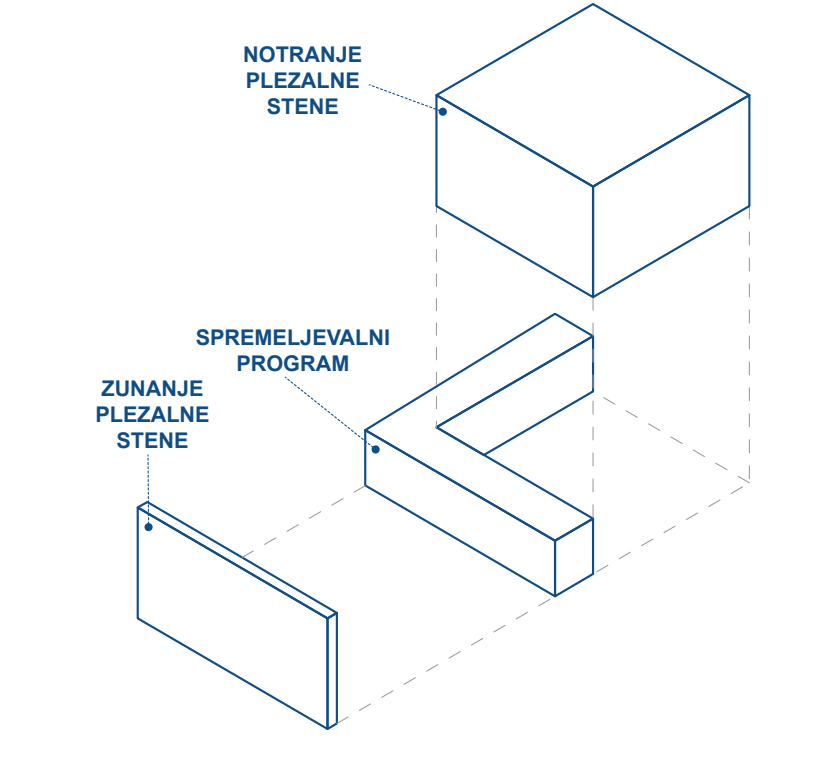 NOTRANJE
PLEZALNE
STENE
SPREMELJEVALNI
PROGRAM
ZUNANJE
PLEZALNE
STENE